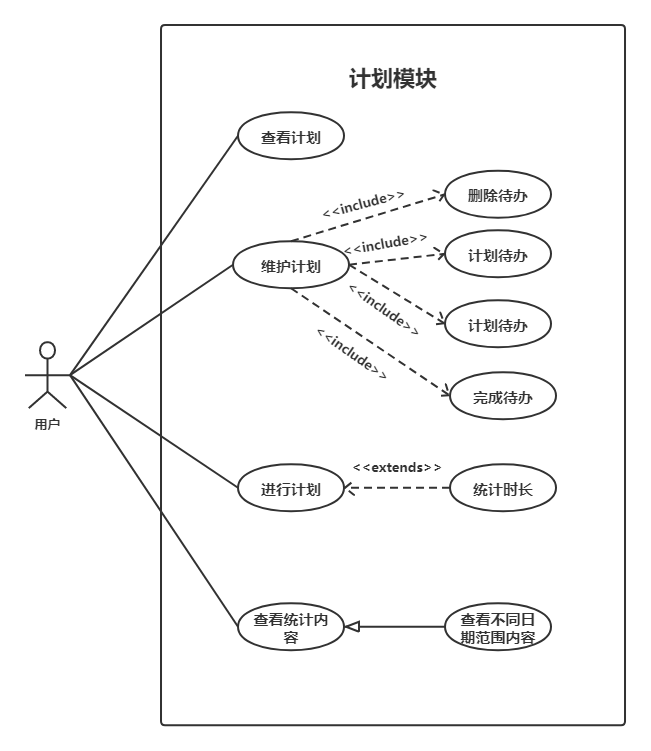 计划模块
查看计划
删除待办
<<include>>
计划待办
<<include>>
维护计划
<<include>>
计划待办
<<include>>
完成待办
用户
进行计划
<<extends>>
统计时长
查看统计内
容
查看不同日
期范围内容